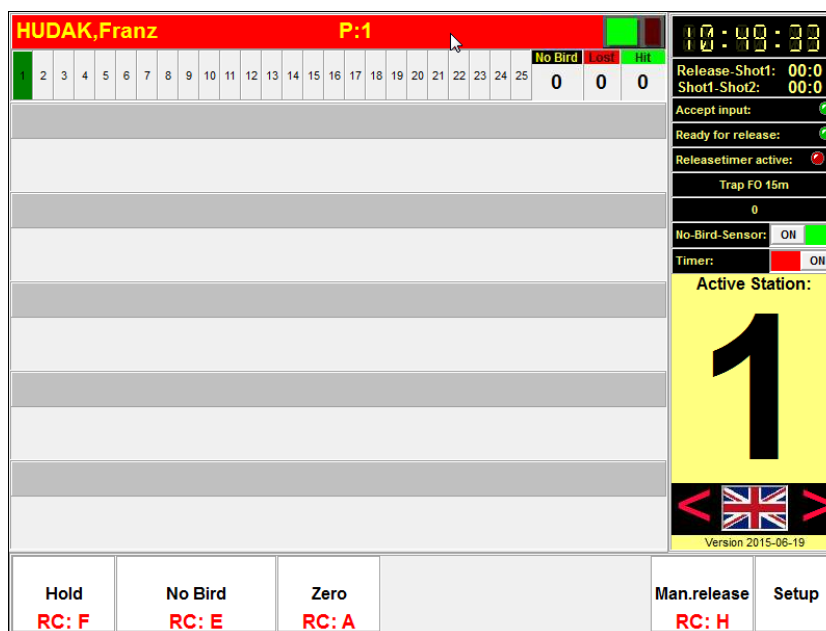 HUDAK,Franz P:1
1 2 3 4 5 6 7 8 9 10 11 12 13 14 15 16 17 18 19 20 21 22 23 24 25
No Bird Lost Hit
0 0 0
10:40:33
Release-Shot1: 00:0
Shot1-Shot2: 00:0
Accept input:
Ready for release:
Releasetimer active:
Trap FO 15m
0
No-Bird-Sensor: ON
Timer: ON
Active Station:
1
< >
Version 2015-06-19
Hold
RC: F
No Bird
RC: E
Zero
RC: A
Man.release
RC: H
Setup